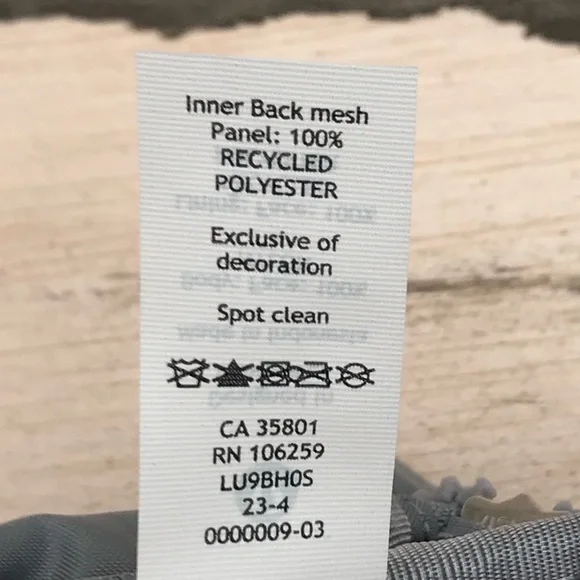 Inner Back mesh
Panel: 100%
RECYCLED
POLYESTER
Exclusive of
decoration
Spot clean
CA 35801
RN 106259
LU9BH0S
23-4
0000009-03